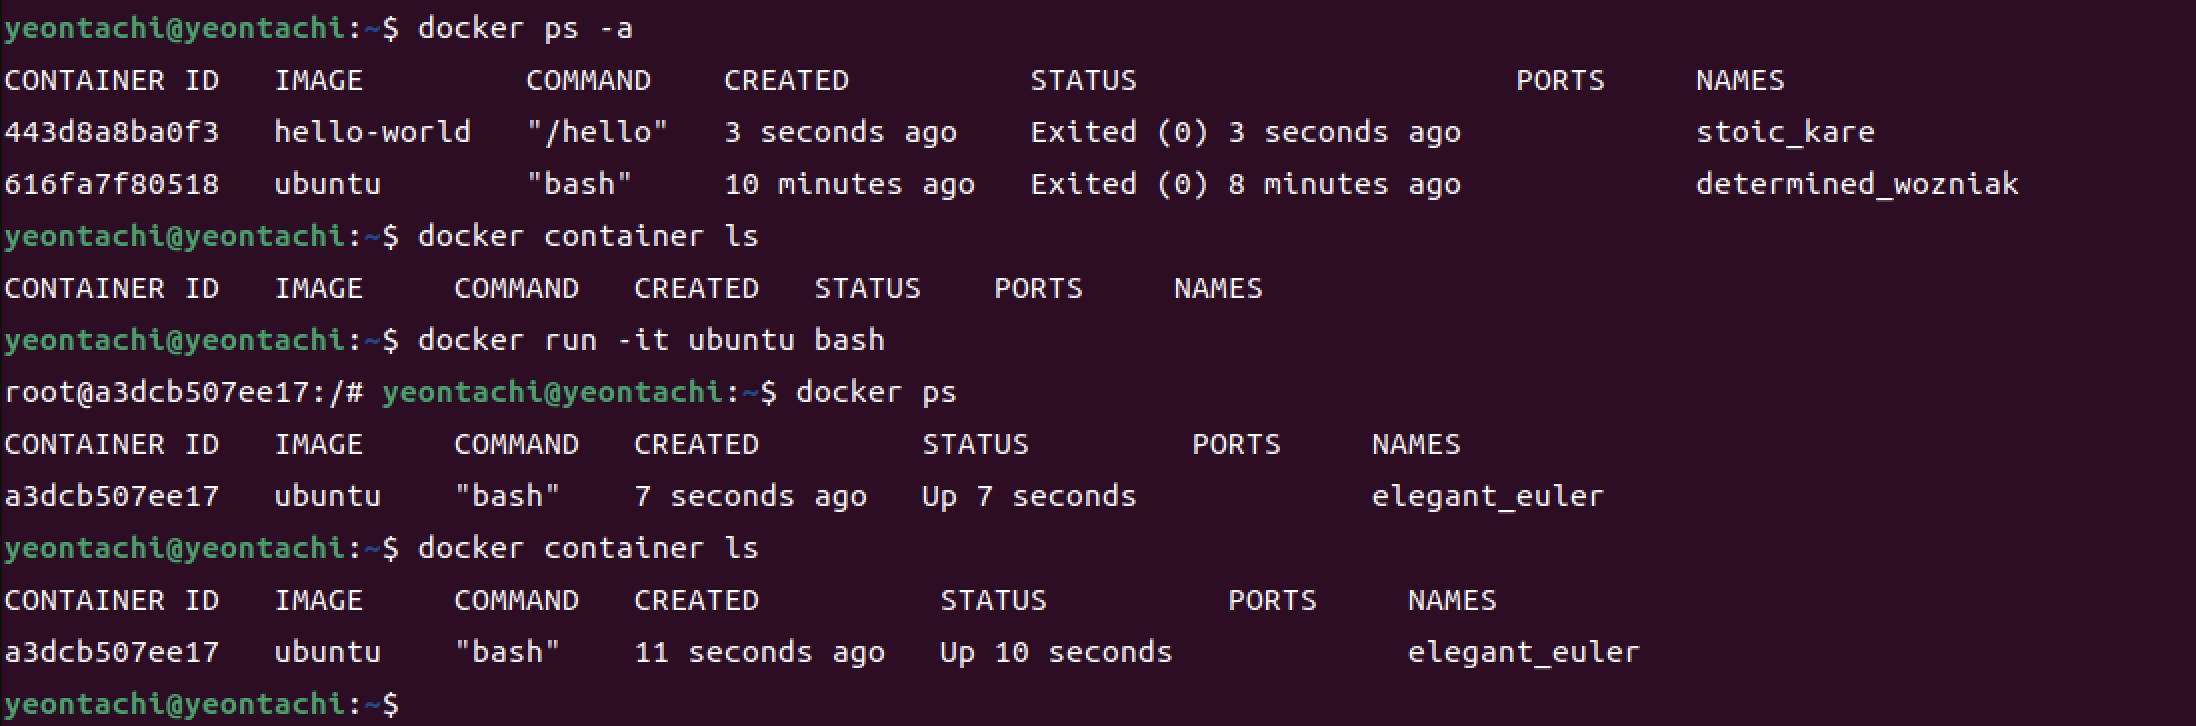 yeontachi@yeontachi:~$ docker ps -a
CONTAINER ID   IMAGE         COMMAND    CREATED          STATUS                     PORTS     NAMES
443d8a8ba0f3   hello-world   "/hello"   3 seconds ago    Exited (0) 3 seconds ago             stoic_kare
616fa7f80518   ubuntu        "bash"     10 minutes ago   Exited (0) 8 minutes ago             determined_wozniak
yeontachi@yeontachi:~$ docker container ls
CONTAINER ID   IMAGE     COMMAND   CREATED   STATUS    PORTS     NAMES
yeontachi@yeontachi:~$ docker run -it ubuntu bash
root@a3dcb507ee17:/# yeontachi@yeontachi:~$ docker ps
CONTAINER ID   IMAGE     COMMAND   CREATED         STATUS         PORTS     NAMES
a3dcb507ee17   ubuntu    "bash"    7 seconds ago   Up 7 seconds             elegant_euler
yeontachi@yeontachi:~$ docker container ls
CONTAINER ID   IMAGE     COMMAND   CREATED          STATUS          PORTS     NAMES
a3dcb507ee17   ubuntu    "bash"    11 seconds ago   Up 10 seconds             elegant_euler
yeontachi@yeontachi:~$